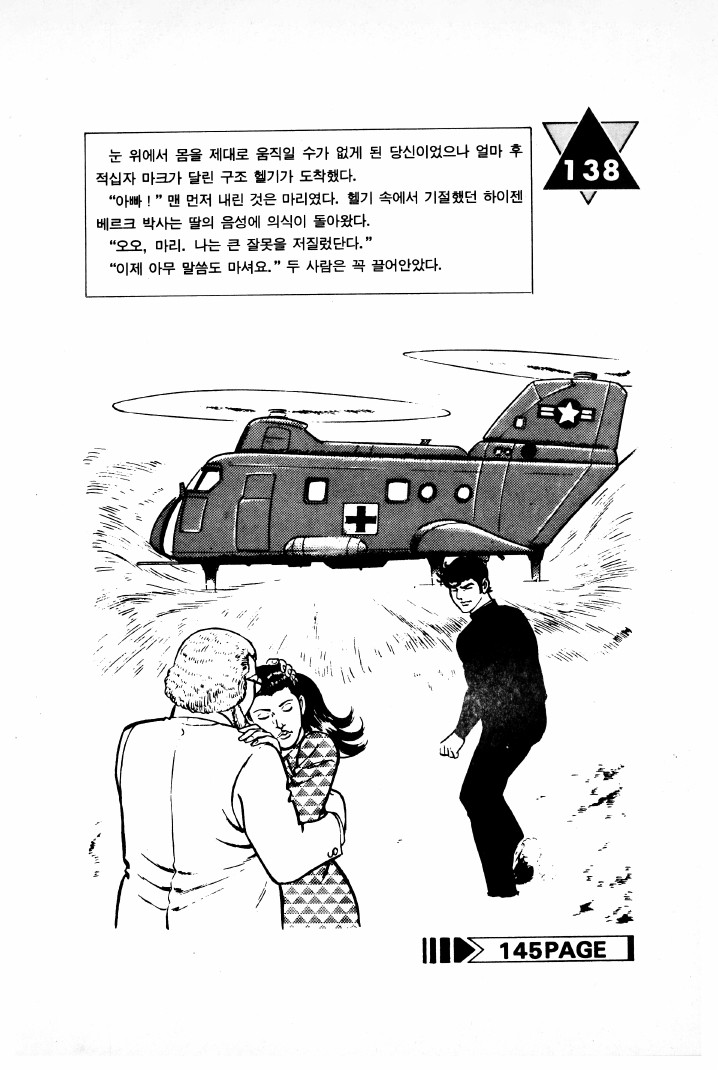 눈 위에서 몸을 제대로 움직일 수가 없게 된 당신이었으나 얼마 후
적십자 마크가 달린 구조 헬기가 도착했다.
“아빠！” 맨 먼저 내린 것은 마리였다. 헬기 속에서 기절했던 하이젠
베르크 박사는 딸의 음성에 의식이 돌아왔다.
“오오, 마리. 나는 큰 잘못을 저질렀단다.”
“이제 아무 말씀도 마셔요.” 두 사람은 꼭 끌어안았다.
138
145PAGE